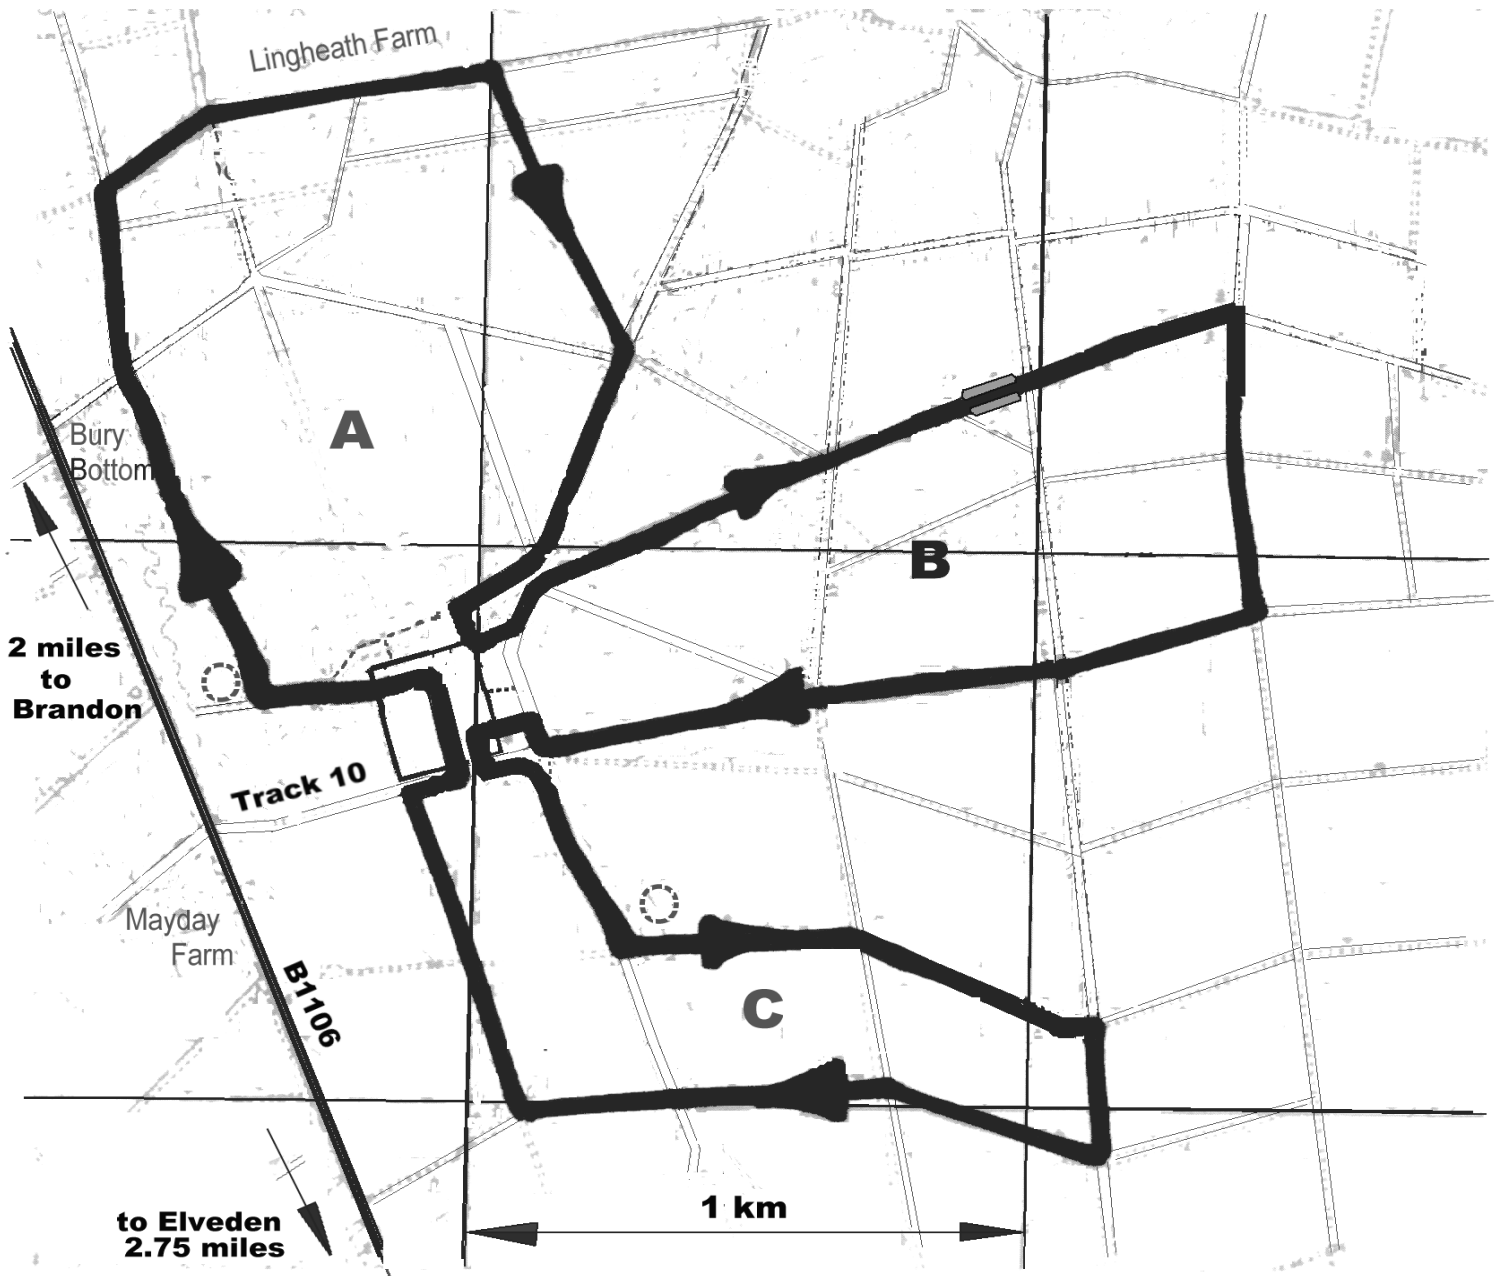 Lingheath Farm
A
Bury
Bottom
B
2 miles
to
Brandon
Track 10
Mayday
Farm
B1106
C
1 km
to Elveden
2.75 miles